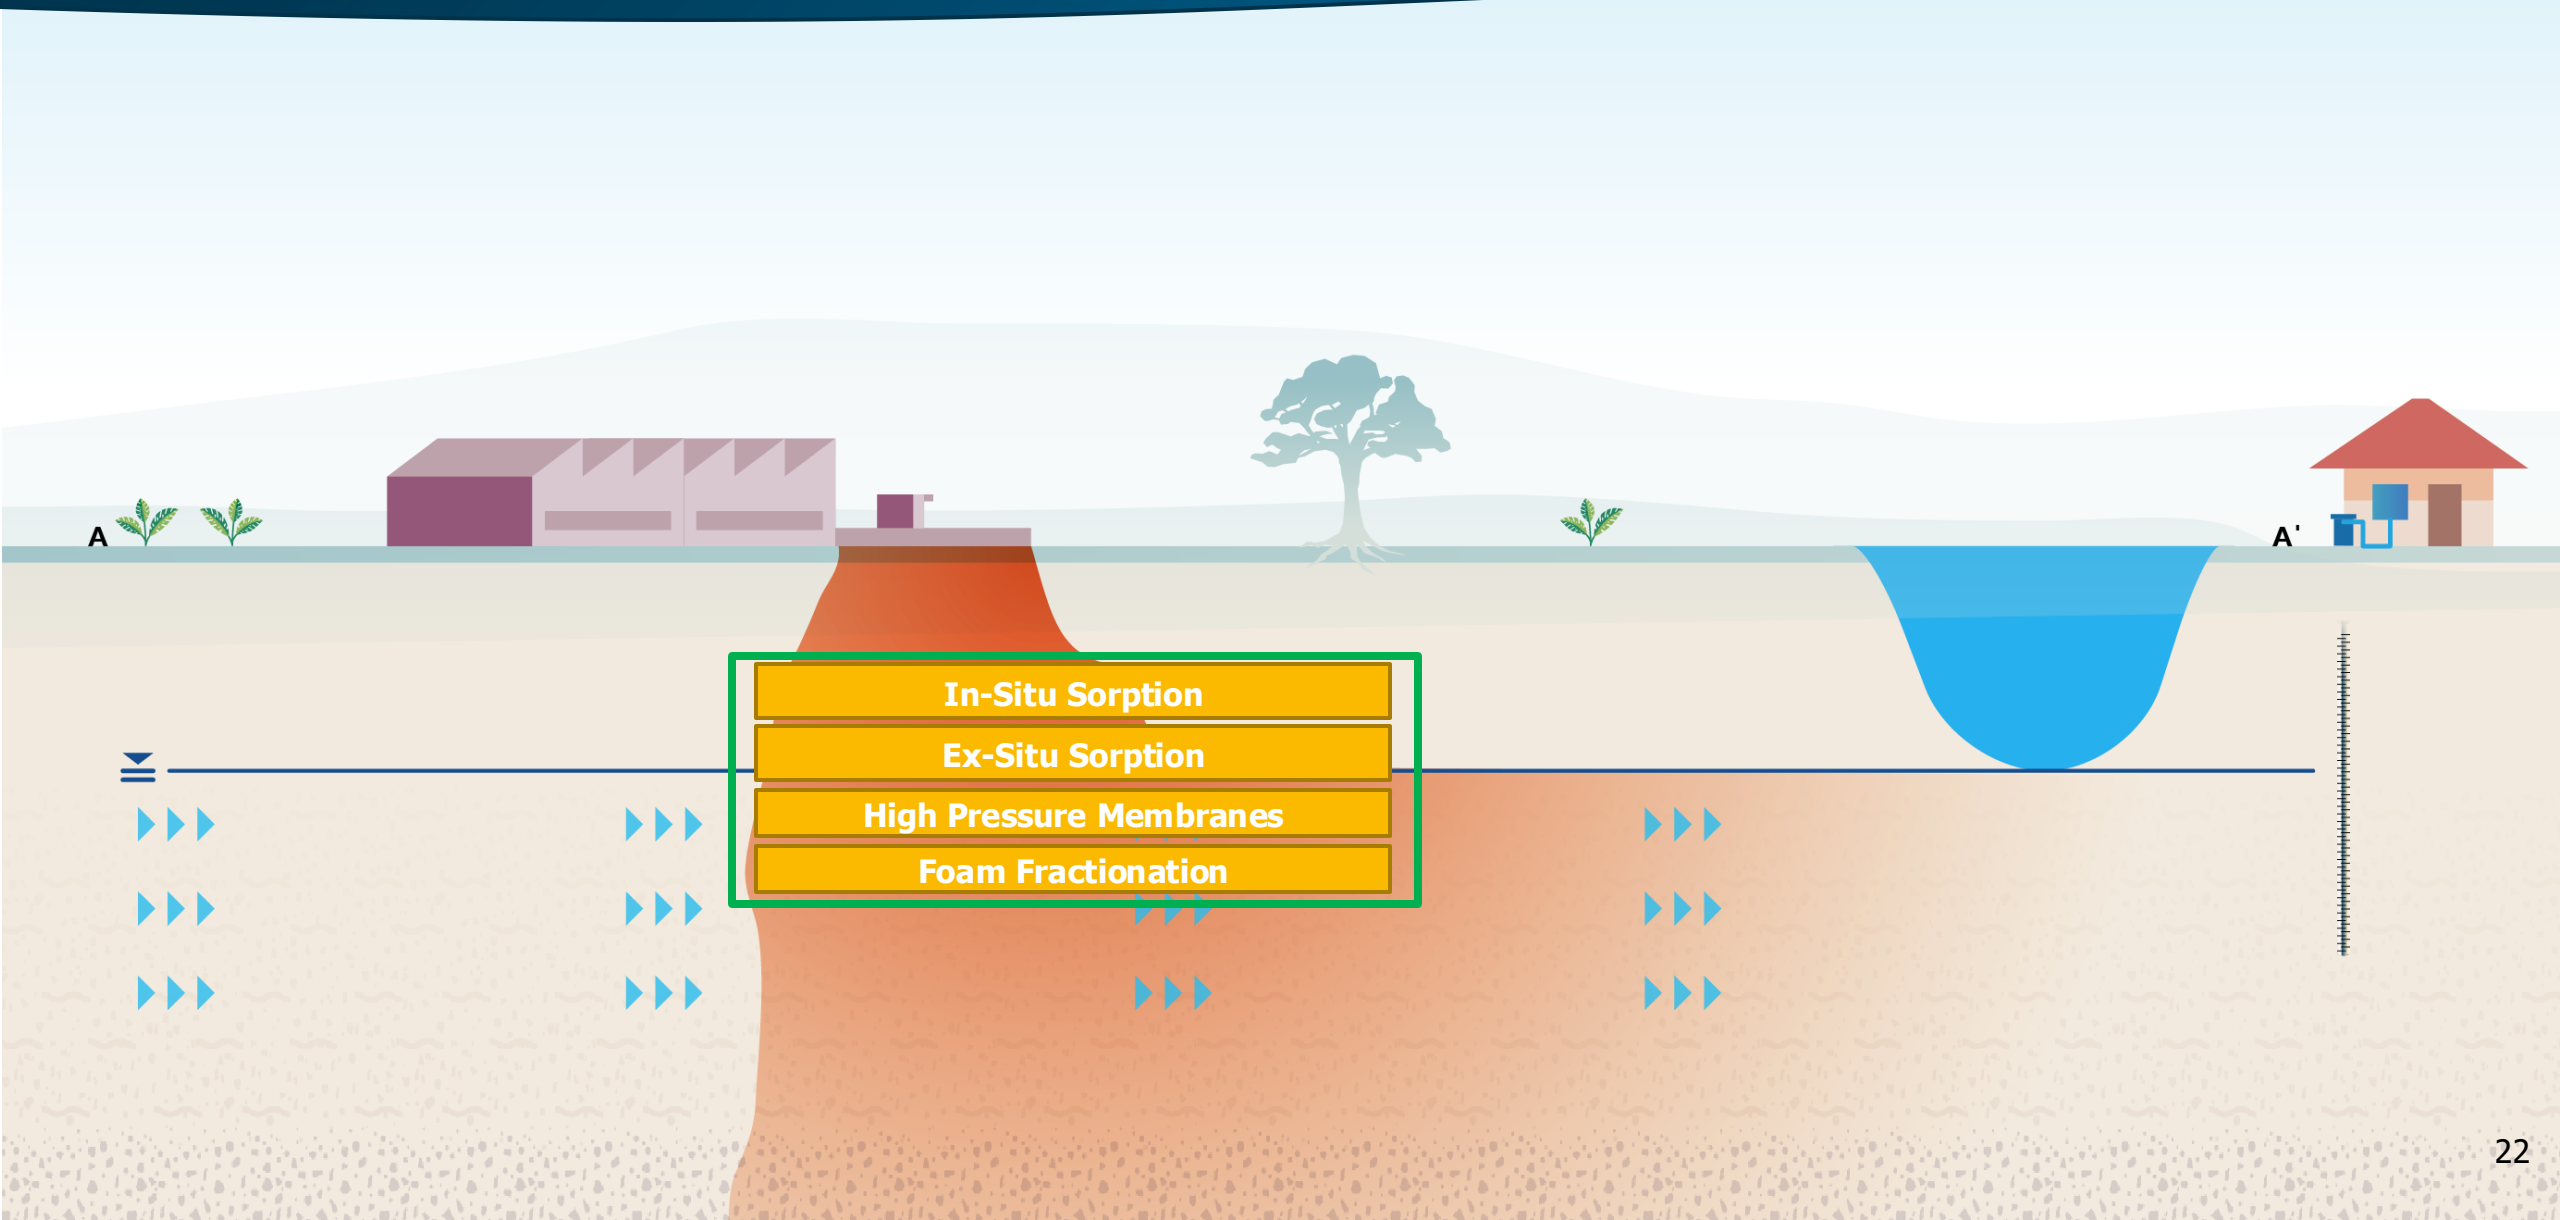 A
A'
In-Situ Sorption
Ex-Situ Sorption
High Pressure Membranes
Foam Fractionation
22